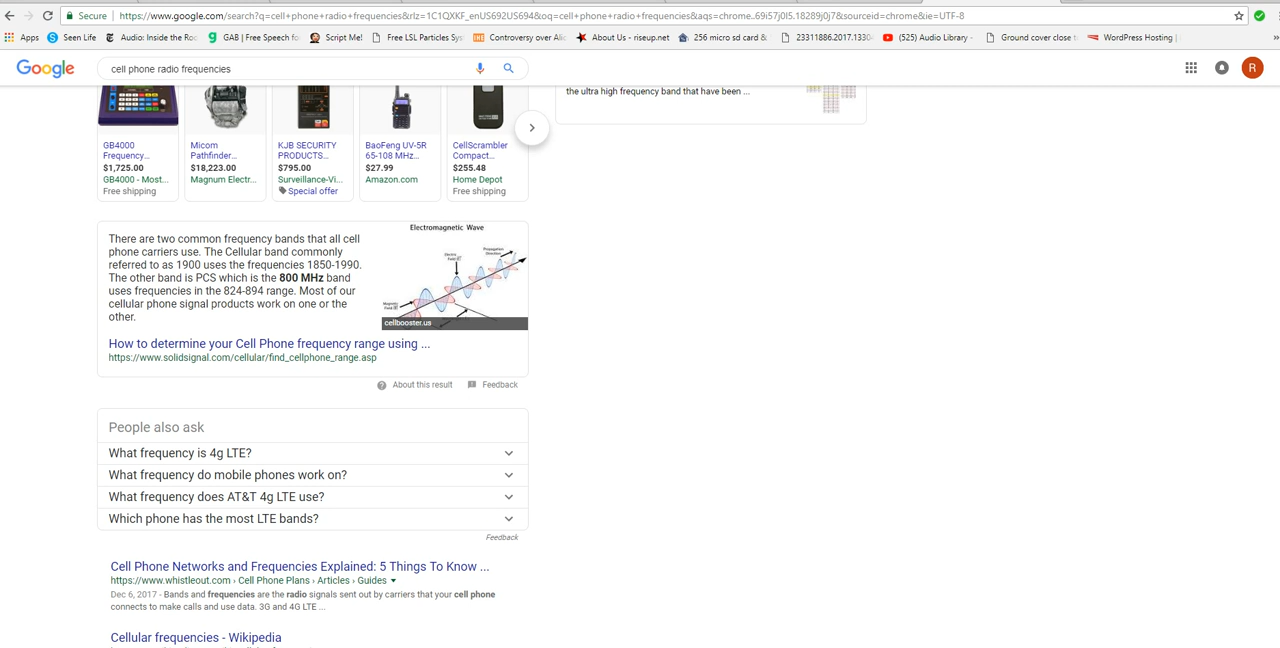 Secure https://www.google.com/search?q=cell+phone+radio+frequencies&rlz=1C1QXKF_enUS692US694&oq=cell+phone+radio+frequencies&aqs=chrome..69i57j0l5.18289j0j7&sourceid=chrome&ie=UTF-8
Apps Seen Life Audio: Inside the Ro GAB | Free Speech fo Script Me! Free LSL Particles Sys Controversy over Ali About Us - riseup.net 256 micro sd card & 23311886.2017.1330 (525) Audio Library - Ground cover close t WordPress Hosting | »
Google cell phone radio frequencies R
the ultra high frequency band that have been ...
GB4000 Frequency... $1,725.00 GB4000 - Most... Free shipping
Micom Pathfinder... $18,223.00 Magnum Electr...
KJB SECURITY PRODUCTS... $795.00 Surveillance-Vi... Special offer
BaoFeng UV-5R 65-108 MHz... $27.99 Amazon.com
CellScrambler Compact... $255.48 Home Depot Free shipping
There are two common frequency bands that all cell
phone carriers use. The Cellular band commonly
referred to as 1900 uses the frequencies 1850-1990.
The other band is PCS which is the 800 MHz band
uses frequencies in the 824-894 range. Most of our
cellular phone signal products work on one or the
other.
Electromagnetic Wave
Propagation
Direction
Electric
Field
Magnetic
Field
cellbooster.us
How to determine your Cell Phone frequency range using ...
https://www.solidsignal.com/cellular/find_cellphone_range.asp
About this result Feedback
People also ask
What frequency is 4g LTE?
What frequency do mobile phones work on?
What frequency does AT&T 4g LTE use?
Which phone has the most LTE bands?
Feedback
Cell Phone Networks and Frequencies Explained: 5 Things To Know ...
https://www.whistleout.com › Cell Phone Plans › Articles › Guides
Dec 6, 2017 - Bands and frequencies are the radio signals sent out by carriers that your cell phone
connects to make calls and use data. 3G and 4G LTE ...
Cellular frequencies - Wikipedia